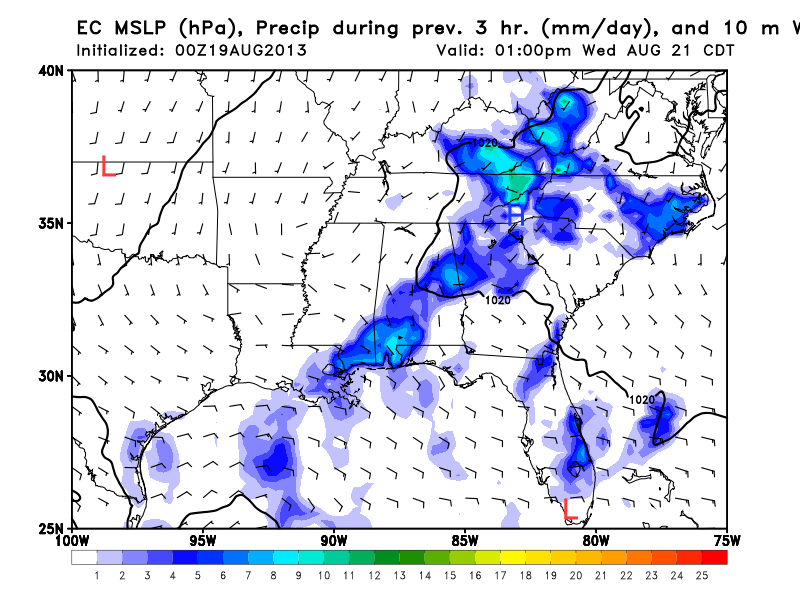 EC MSLP (hPa), Precip during prev. 3 hr. (mm/day), and 10 m W
Initialized: 00Z19AUG2013 Valid: 01:00pm Wed AUG 21 CDT
40N
1020
L
H
35N
1020
30N
1020
L
25N
100W 95W 90W 85W 80W 75W
1 2 3 4 5 6 7 8 9 10 11 12 13 14 15 16 17 18 19 20 21 22 23 24 25